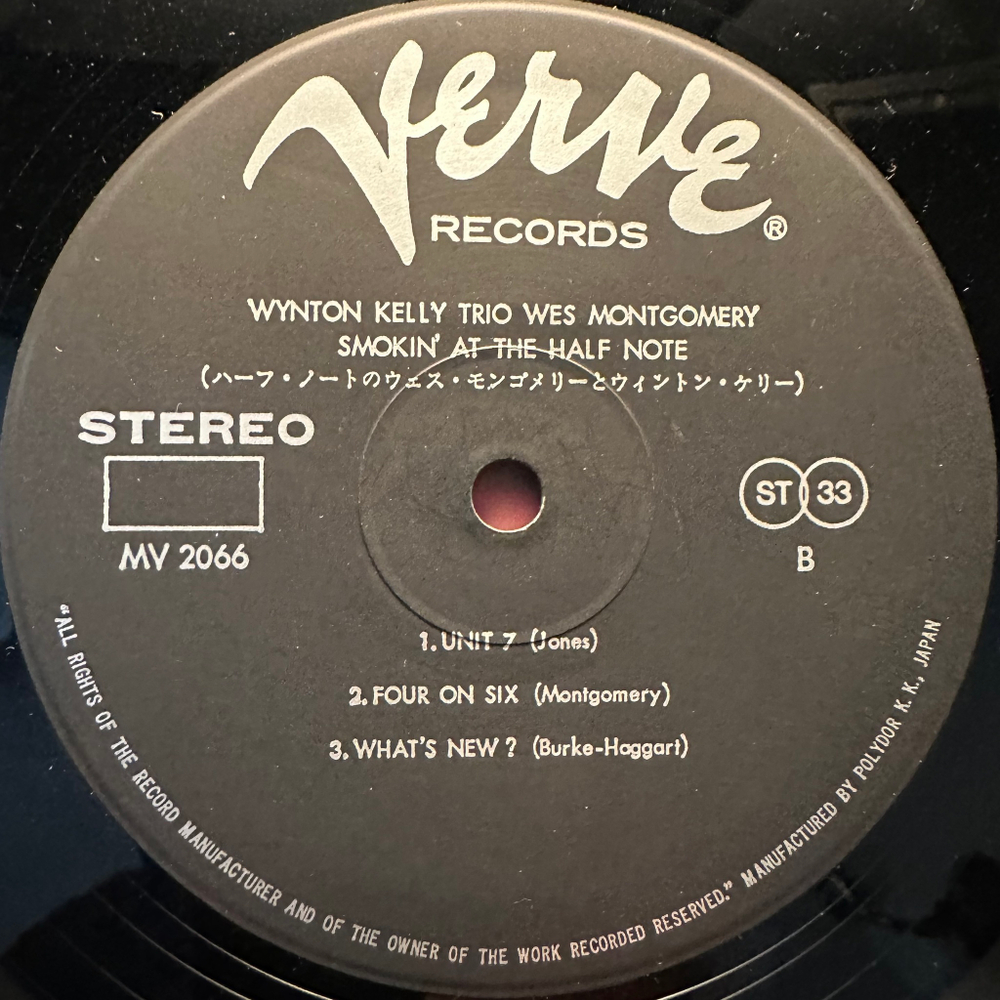 Verve
RECORDS ®
WYNTON KELLY TRIO WES MONTGOMERY
SMOKIN' AT THE HALF NOTE
(ハーフ・ノートのウェス・モンゴメリーとウィントン・ケリー)
STEREO
MV 2066
ST 33
B
1. UNIT 7 (Jones)
2. FOUR ON SIX (Montgomery)
3. WHAT'S NEW? (Burke-Haggart)
"ALL RIGHTS OF THE RECORD MANUFACTURER AND OF THE OWNER OF THE WORK RECORDED RESERVED." MANUFACTURED BY POLYDOR K. K., JAPAN